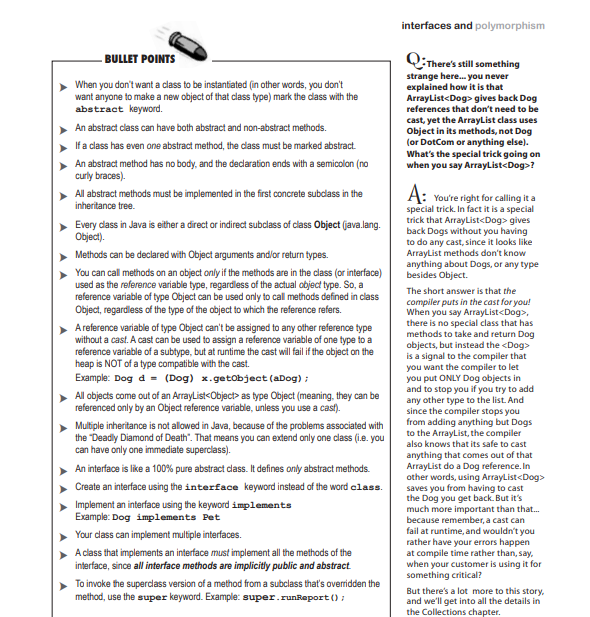 interfaces and polymorphism
BULLET POINTS
When you don't want a class to be instantiated (in other words, you don't
want anyone to make a new object of that class type) mark the class with the
abstract keyword.
An abstract class can have both abstract and non-abstract methods.
If a class has even one abstract method, the class must be marked abstract.
An abstract method has no body, and the declaration ends with a semicolon (no
curly braces).
All abstract methods must be implemented in the first concrete subclass in the
inheritance tree.
Every class in Java is either a direct or indirect subclass of class Object (java.lang.
Object).
Methods can be declared with Object arguments and/or return types.
You can call methods on an object only if the methods are in the class (or interface)
used as the reference variable type, regardless of the actual object type. So, a
reference variable of type Object can be used only to call methods defined in class
Object, regardless of the type of the object to which the reference refers.
A reference variable of type Object can't be assigned to any other reference type
without a cast. A cast can be used to assign a reference variable of one type to a
reference variable of a subtype, but at runtime the cast will fail if the object on the
heap is NOT of a type compatible with the cast.
Example: Dog d = (Dog) x.getObject(aDog);
All objects come out of an ArrayList<Object> as type Object (meaning, they can be
referenced only by an Object reference variable, unless you use a cast).
Multiple inheritance is not allowed in Java, because of the problems associated with
the "Deadly Diamond of Death". That means you can extend only one class (i.e. you
can have only one immediate superclass).
An interface is like a 100% pure abstract class. It defines only abstract methods.
Create an interface using the interface keyword instead of the word class.
Implement an interface using the keyword implements
Example: Dog implements Pet
Your class can implement multiple interfaces.
A class that implements an interface must implement all the methods of the
interface, since all interface methods are implicitly public and abstract.
To invoke the superclass version of a method from a subclass that's overridden the
method, use the super keyword. Example: super.runReport();
Q: There's still something
strange here... you never
explained how it is that
ArrayList<Dog> gives back Dog
references that don't need to be
cast, yet the ArrayList class uses
Object in its methods, not Dog
(or DotCom or anything else).
What's the special trick going on
when you say ArrayList<Dog>?
A: You're right for calling it a
special trick. In fact it is a special
trick that ArrayList<Dog> gives
back Dogs without you having
to do any cast, since it looks like
ArrayList methods don't know
anything about Dogs, or any type
besides Object.
The short answer is that the
compiler puts in the cast for you!
When you say ArrayList<Dog>,
there is no special class that has
methods to take and return Dog
objects, but instead the <Dog>
is a signal to the compiler that
you want the compiler to let
you put ONLY Dog objects in
and to stop you if you try to add
any other type to the list. And
since the compiler stops you
from adding anything but Dogs
to the ArrayList, the compiler
also knows that its safe to cast
anything that comes out of that
ArrayList do a Dog reference. In
other words, using ArrayList<Dog>
saves you from having to cast
the Dog you get back. But it's
much more important than that...
because remember, a cast can
fail at runtime, and wouldn't you
rather have your errors happen
at compile time rather than, say,
when your customer is using it for
something critical?
But there's a lot more to this story,
and we'll get into all the details in
the Collections chapter.